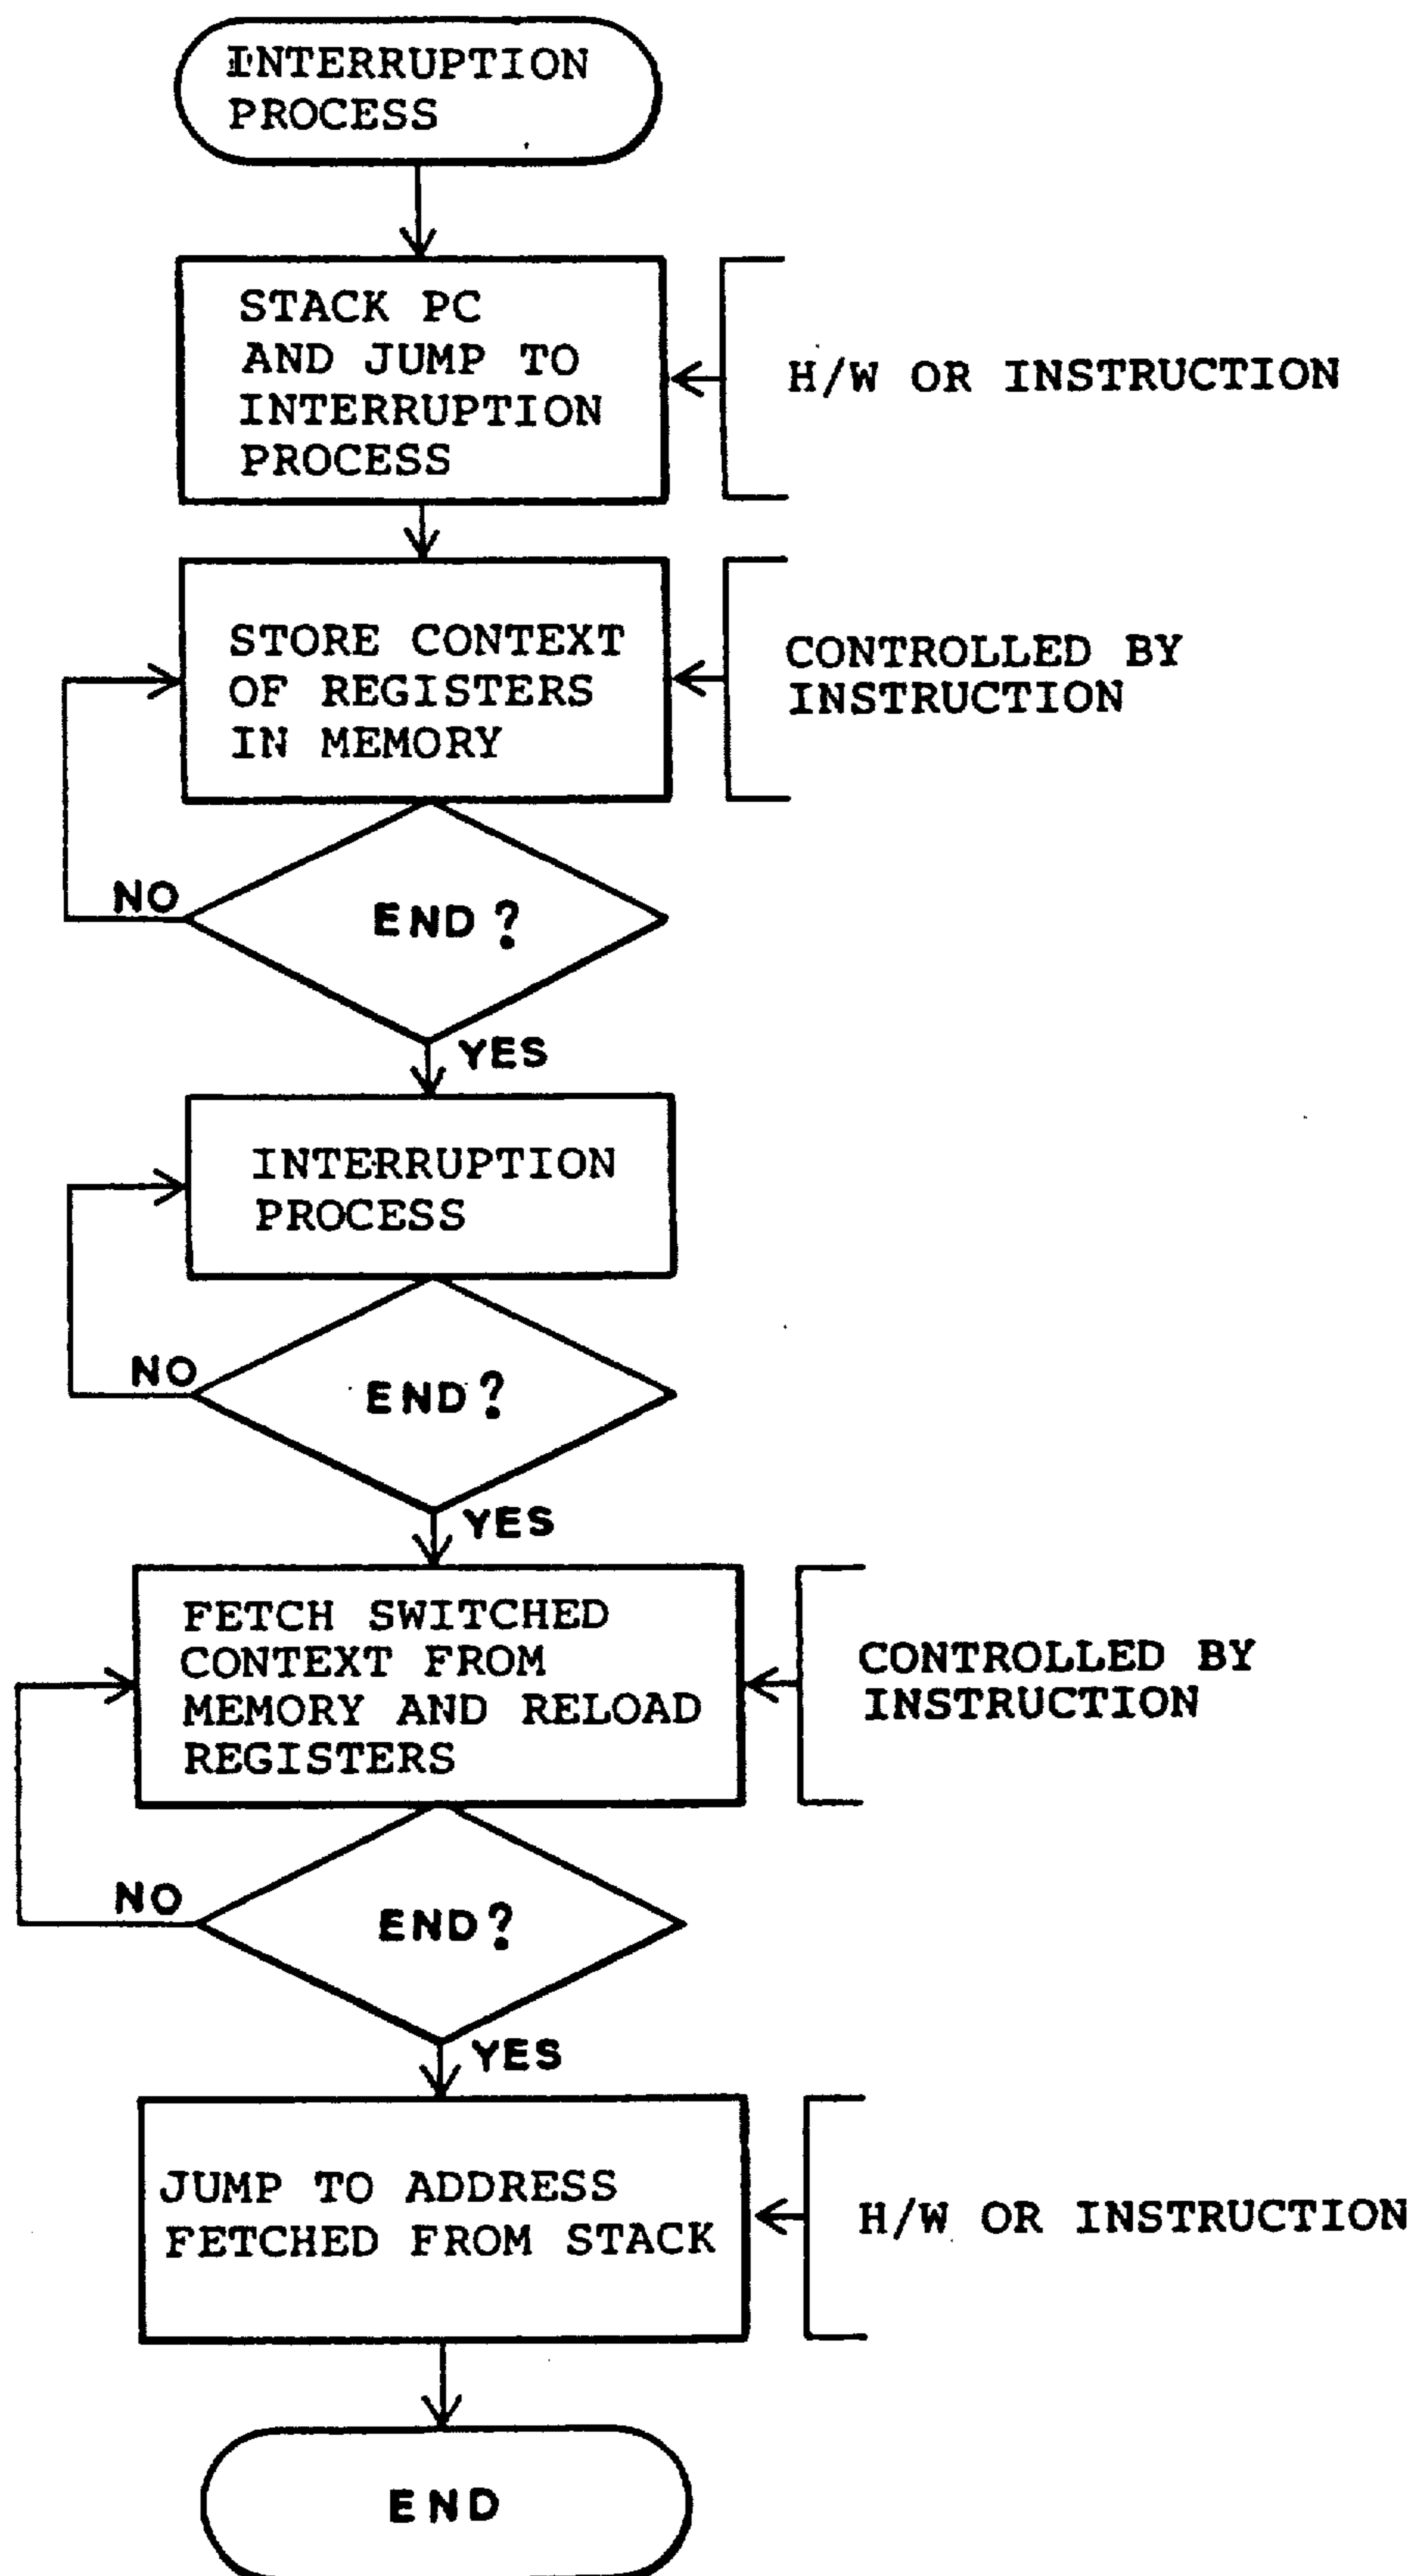 INTERRUPTION
PROCESS
STACK PC
AND JUMP TO
INTERRUPTION
PROCESS
H/W OR INSTRUCTION
STORE CONTEXT
OF REGISTERS
IN MEMORY
CONTROLLED BY
INSTRUCTION
NO
END?
YES
INTERRUPTION
PROCESS
NO
END?
YES
FETCH SWITCHED
CONTEXT FROM
MEMORY AND RELOAD
REGISTERS
CONTROLLED BY
INSTRUCTION
NO
END?
YES
JUMP TO ADDRESS
FETCHED FROM STACK
H/W OR INSTRUCTION
END